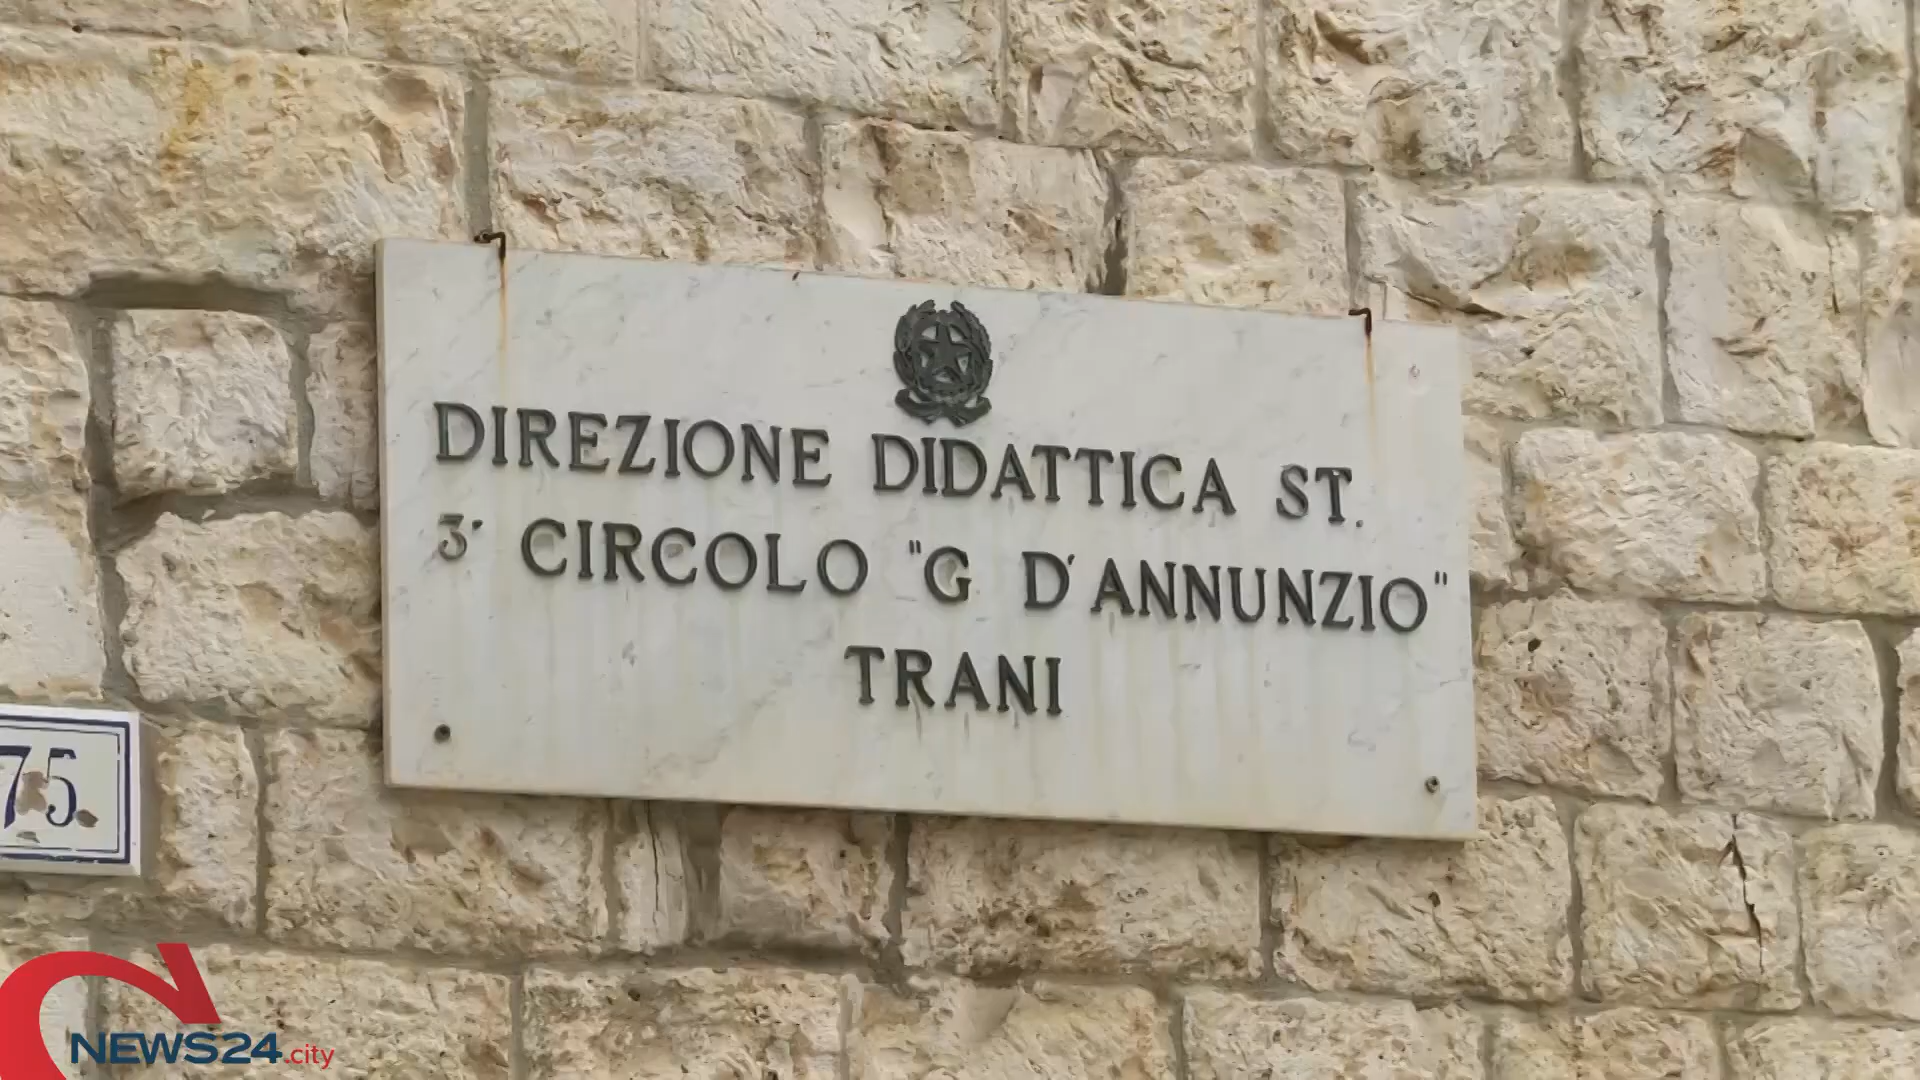 DIREZIONE DIDATTICA ST.
3' CIRCOLO "G D'ANNUNZIO"
TRANI
75
NEWS24.city